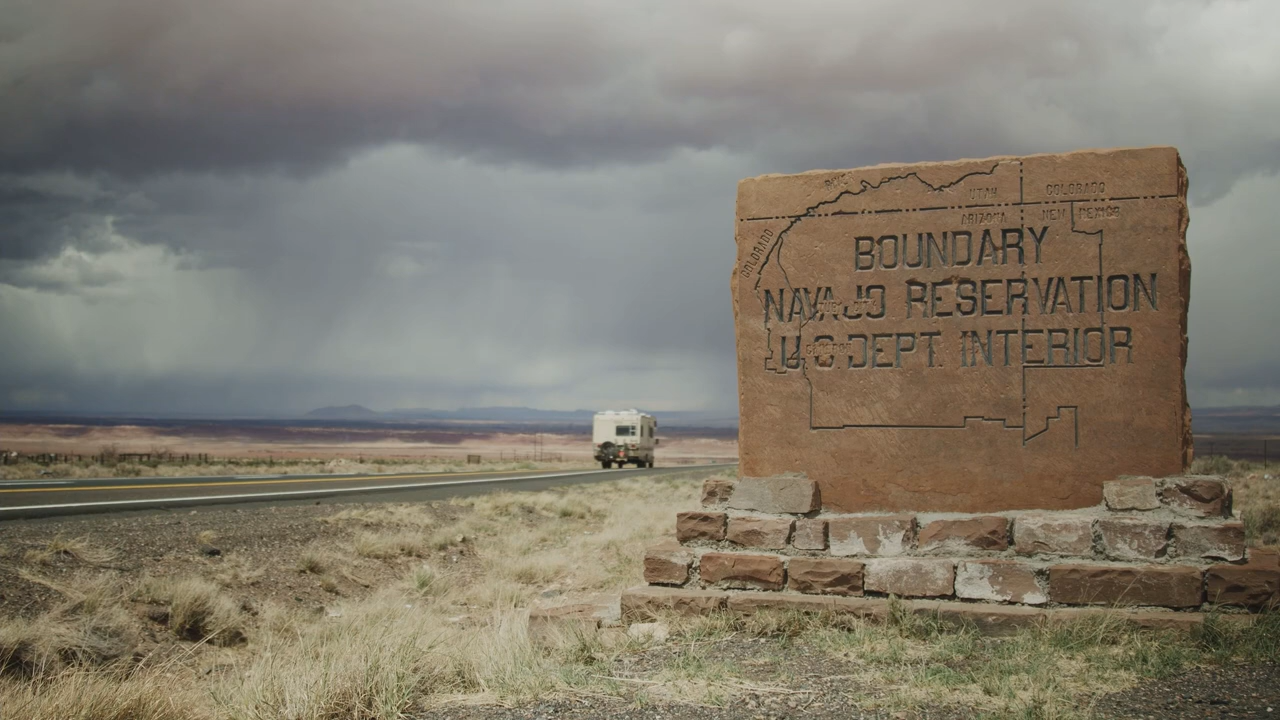 UTAH COLORADO
ARIZONA NEW MEXICO
COLORADO
BOUNDARY
NAVAJO RESERVATION
U.S. DEPT. INTERIOR